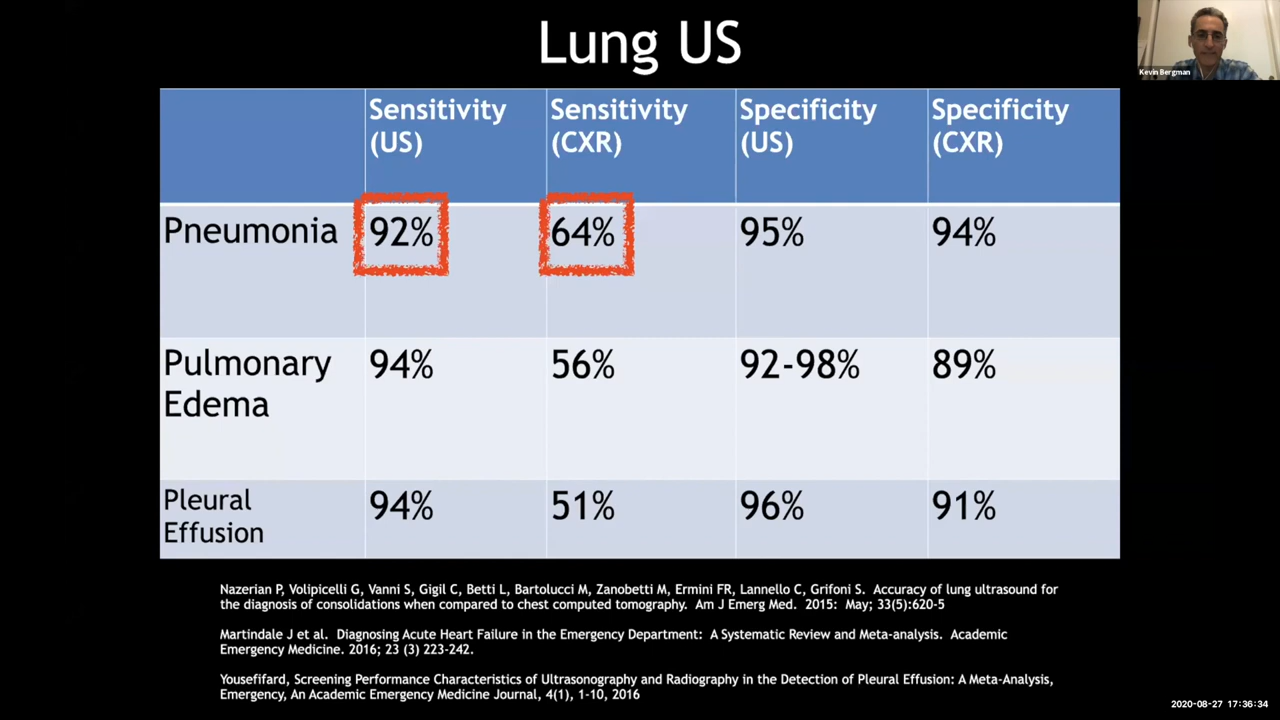 Lung US
Kevin Bergman
Sensitivity (US)
Sensitivity (CXR)
Specificity (US)
Specificity (CXR)
Pneumonia 92% 64% 95% 94%
Pulmonary Edema 94% 56% 92-98% 89%
Pleural Effusion 94% 51% 96% 91%
Nazerian P, Volipicelli G, Vanni S, Gigil C, Betti L, Bartolucci M, Zanobetti M, Ermini FR, Lannello C, Grifoni S. Accuracy of lung ultrasound for
the diagnosis of consolidations when compared to chest computed tomography. Am J Emerg Med. 2015: May; 33(5):620-5
Martindale J et al. Diagnosing Acute Heart Failure in the Emergency Department: A Systematic Review and Meta-analysis. Academic
Emergency Medicine. 2016; 23 (3) 223-242.
Yousefifard, Screening Performance Characteristics of Ultrasonography and Radiography in the Detection of Pleural Effusion: A Meta-Analysis,
Emergency, An Academic Emergency Medicine Journal, 4(1), 1-10, 2016
2020-08-27 17:36:34